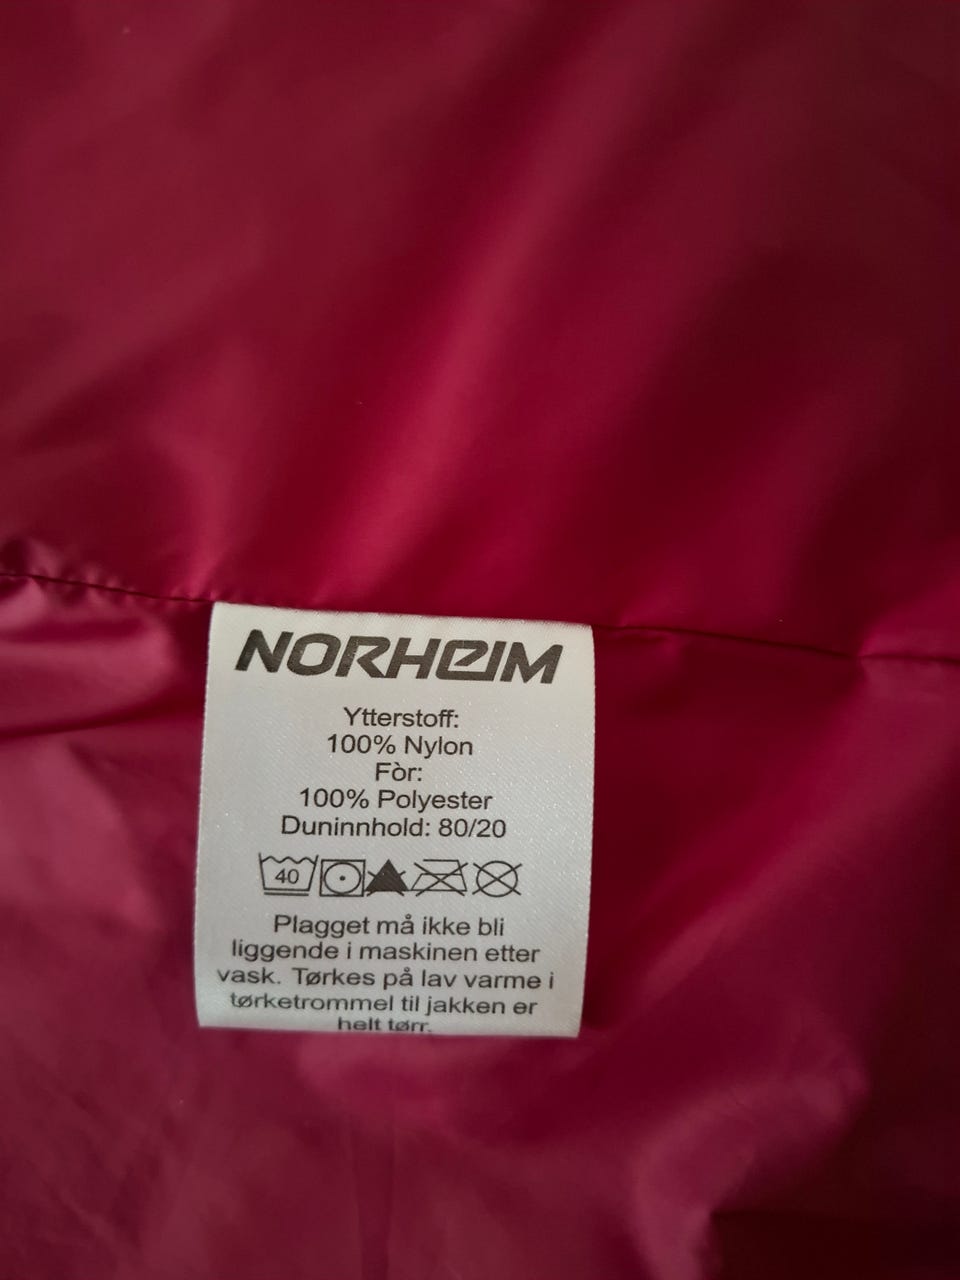 NORHEIM
Ytterstoff:
100% Nylon
Fòr:
100% Polyester
Duninnhold: 80/20
40
Plagget må ikke bli
liggende i maskinen etter
vask. Tørkes på lav varme i
tørketrommel til jakken er
helt tørr.